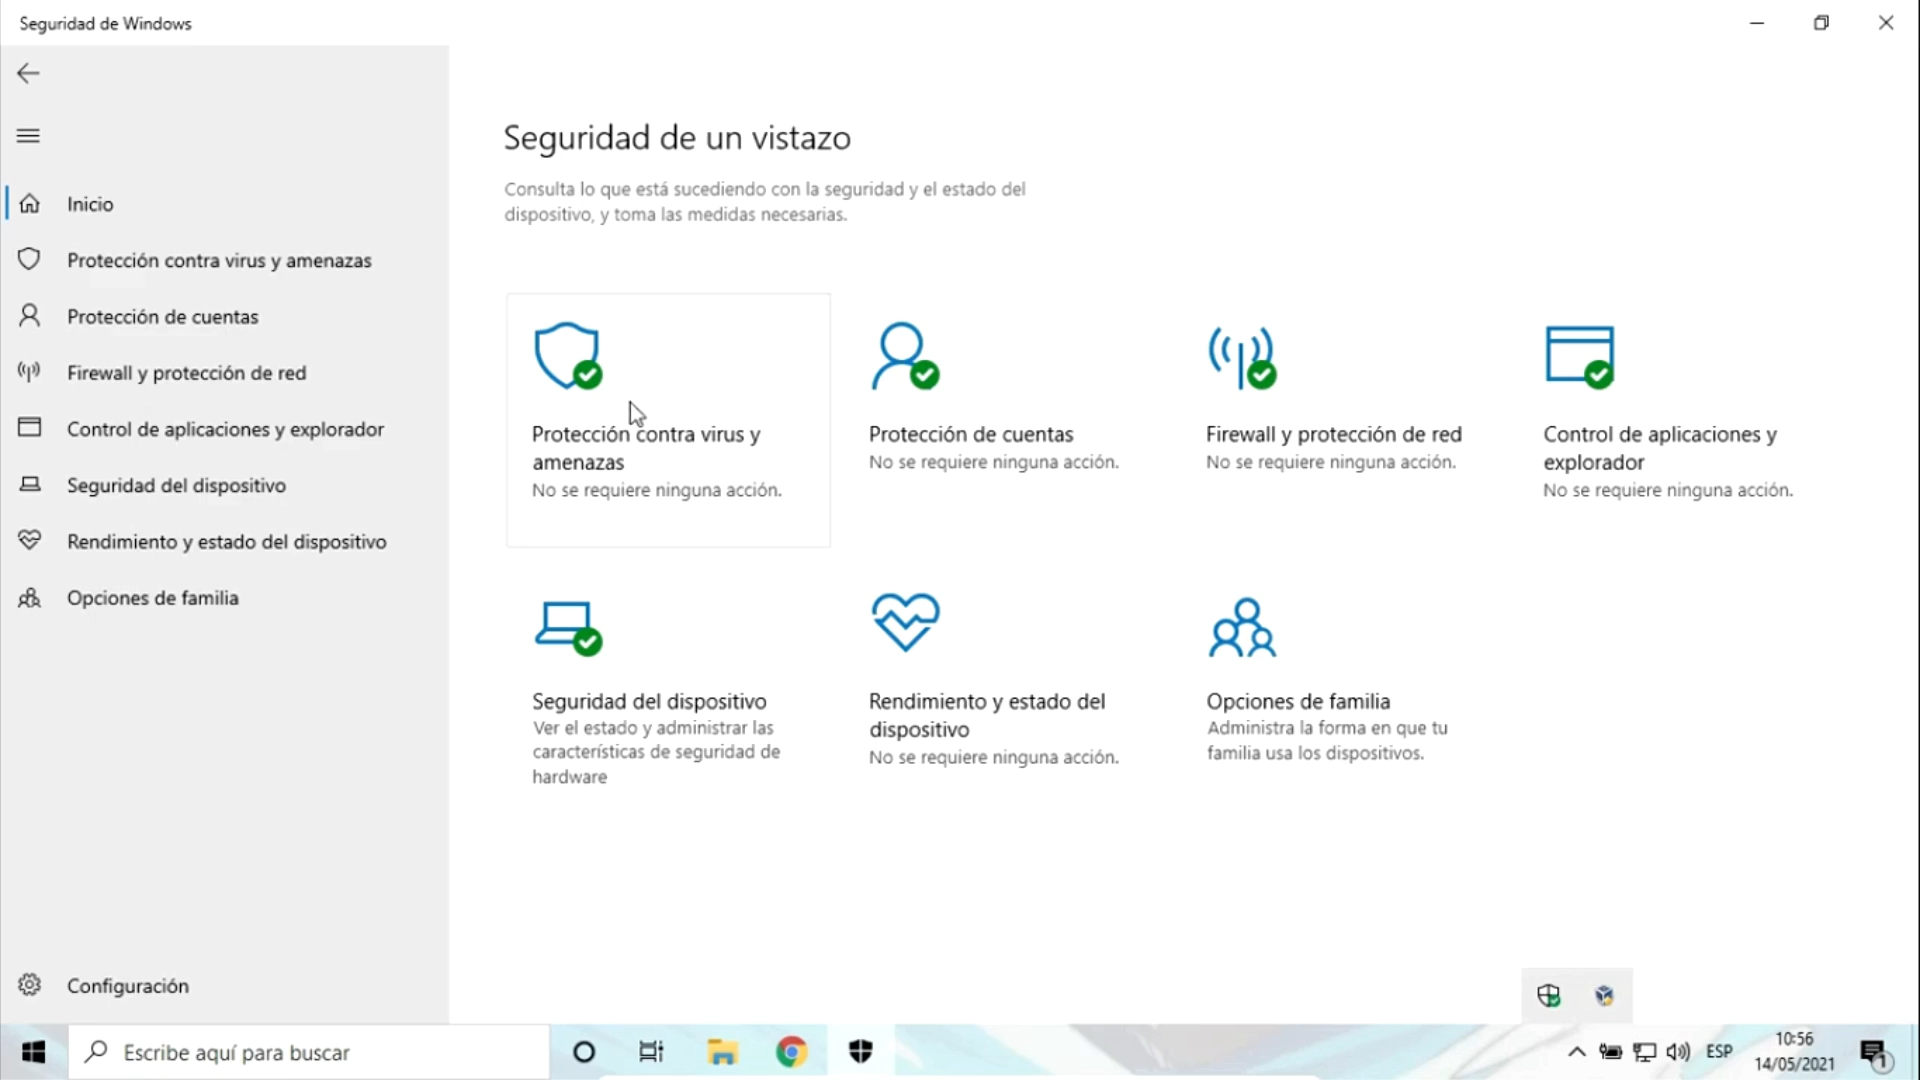 Seguridad de Windows
Inicio
Protección contra virus y amenazas
Protección de cuentas
Firewall y protección de red
Control de aplicaciones y explorador
Seguridad del dispositivo
Rendimiento y estado del dispositivo
Opciones de familia
Configuración
Seguridad de un vistazo
Consulta lo que está sucediendo con la seguridad y el estado del
dispositivo, y toma las medidas necesarias.
Protección contra virus y
amenazas
No se requiere ninguna acción.
Protección de cuentas
No se requiere ninguna acción.
Firewall y protección de red
No se requiere ninguna acción.
Control de aplicaciones y
explorador
No se requiere ninguna acción.
Seguridad del dispositivo
Ver el estado y administrar las
características de seguridad de
hardware
Rendimiento y estado del
dispositivo
No se requiere ninguna acción.
Opciones de familia
Administra la forma en que tu
familia usa los dispositivos.
Escribe aquí para buscar
ESP
10:56
14/05/2021
1